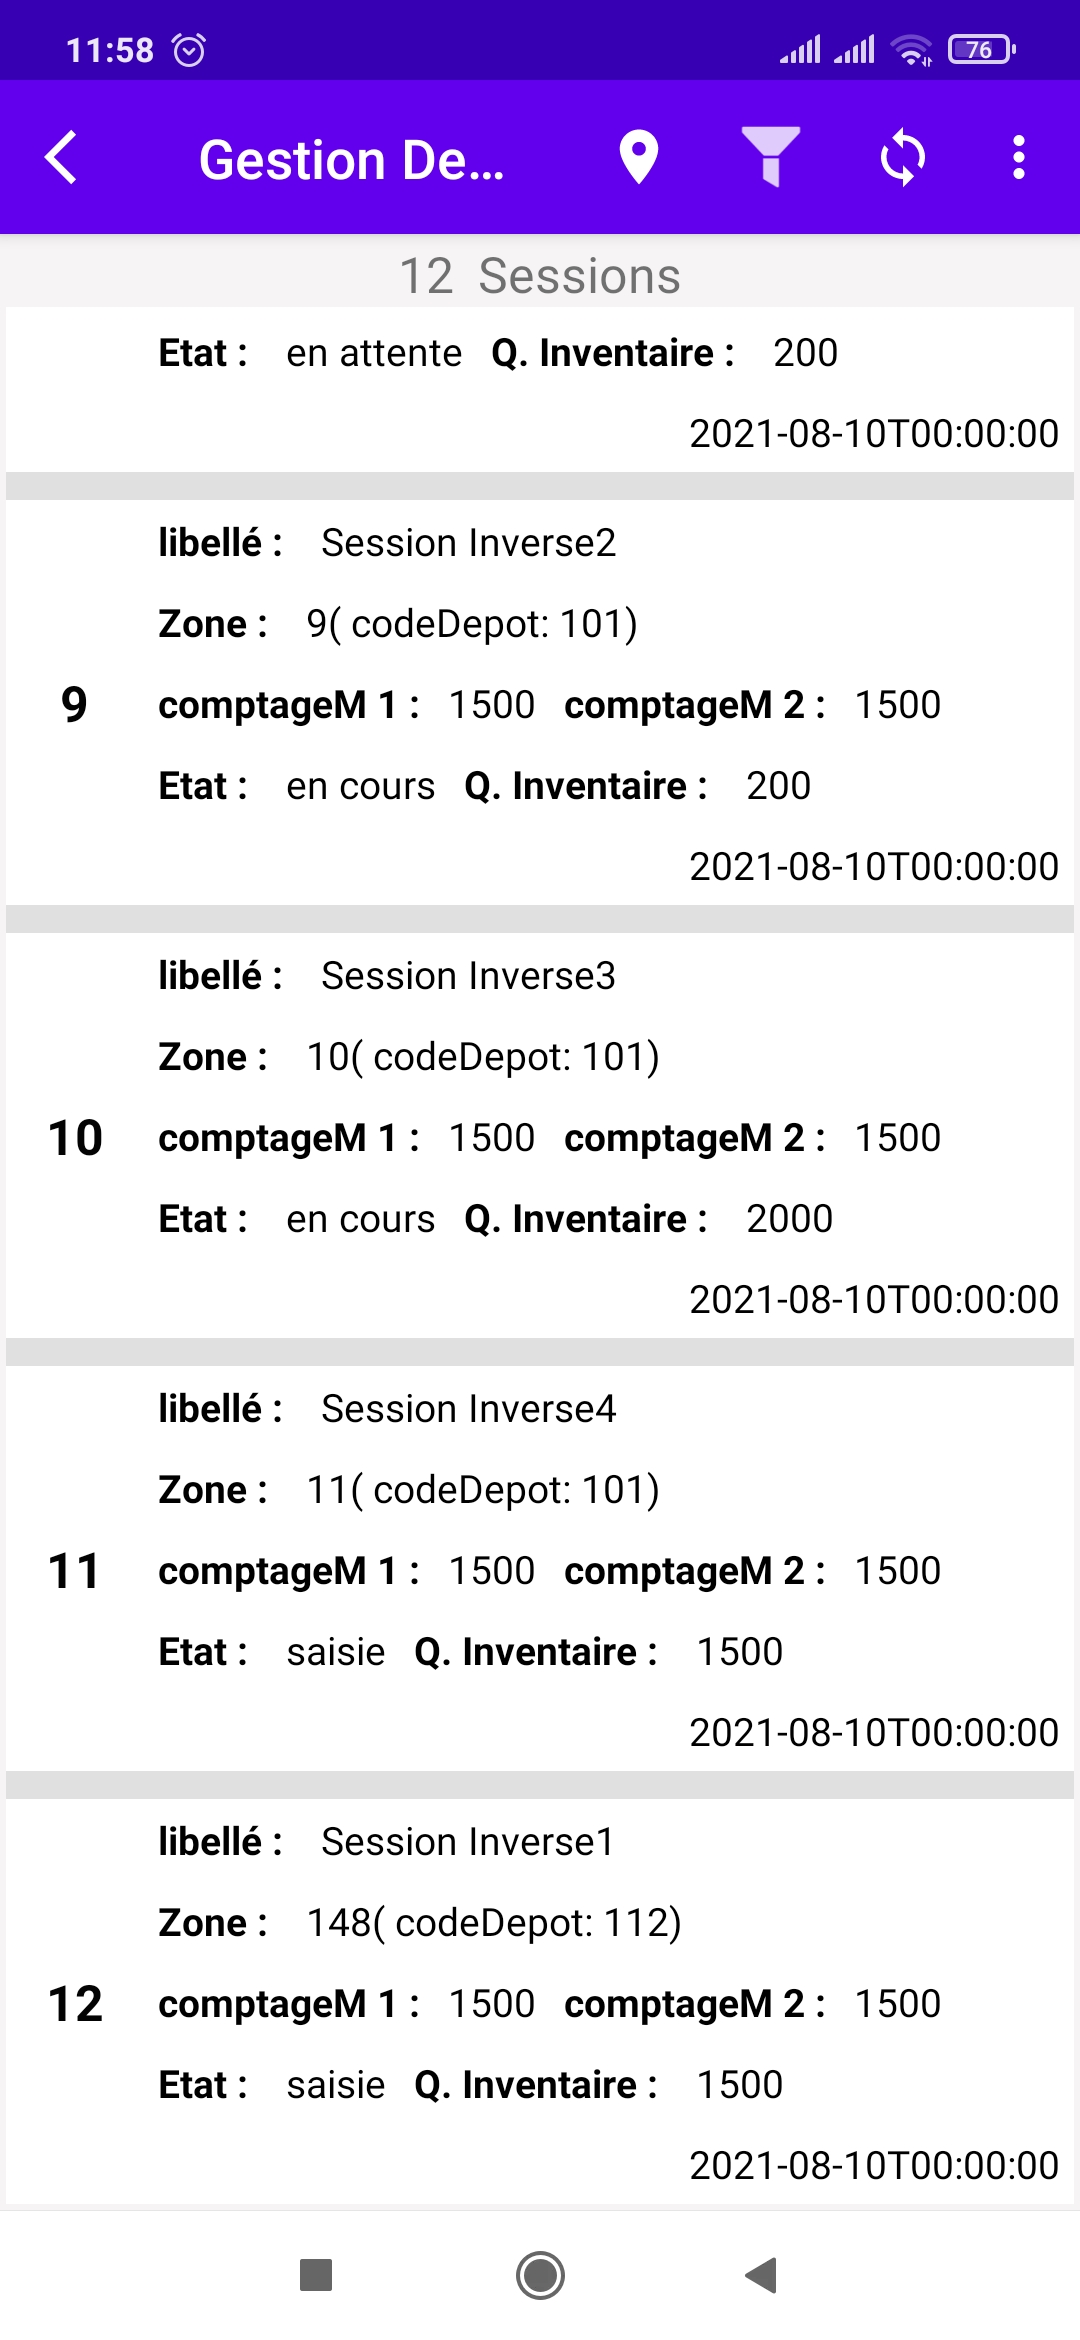 11:58
76
Gestion De...
12 Sessions
Etat : en attente Q. Inventaire : 200
2021-08-10T00:00:00
libellé : Session Inverse2
Zone : 9( codeDepot: 101)
9 comptageM 1 : 1500 comptageM 2 : 1500
Etat : en cours Q. Inventaire : 200
2021-08-10T00:00:00
libellé : Session Inverse3
Zone : 10( codeDepot: 101)
10 comptageM 1 : 1500 comptageM 2 : 1500
Etat : en cours Q. Inventaire : 2000
2021-08-10T00:00:00
libellé : Session Inverse4
Zone : 11( codeDepot: 101)
11 comptageM 1 : 1500 comptageM 2 : 1500
Etat : saisie Q. Inventaire : 1500
2021-08-10T00:00:00
libellé : Session Inverse1
Zone : 148( codeDepot: 112)
12 comptageM 1 : 1500 comptageM 2 : 1500
Etat : saisie Q. Inventaire : 1500
2021-08-10T00:00:00